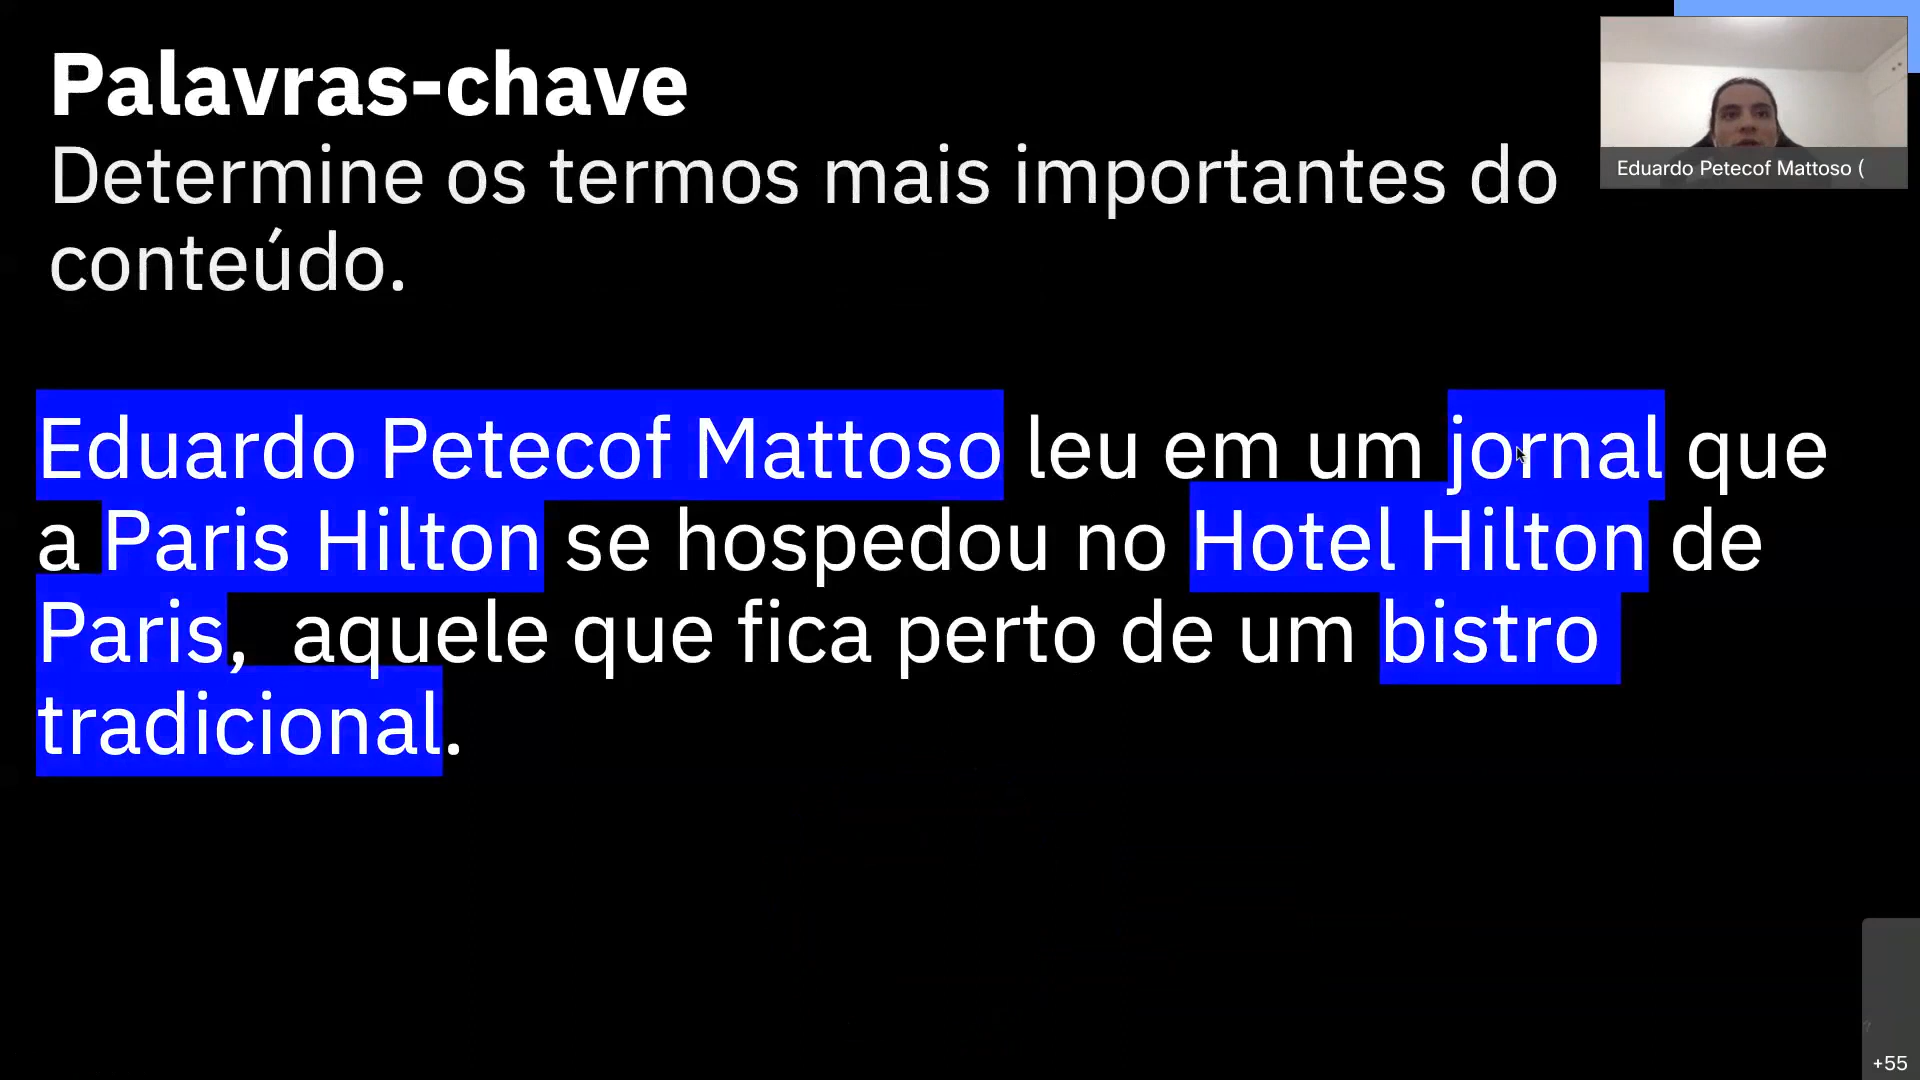 Palavras-chave
Determine os termos mais importantes do
conteúdo.
Eduardo Petecof Mattoso (
Eduardo Petecof Mattoso leu em um jornal que
a Paris Hilton se hospedou no Hotel Hilton de
Paris,  aquele que fica perto de um bistro
tradicional.
+55